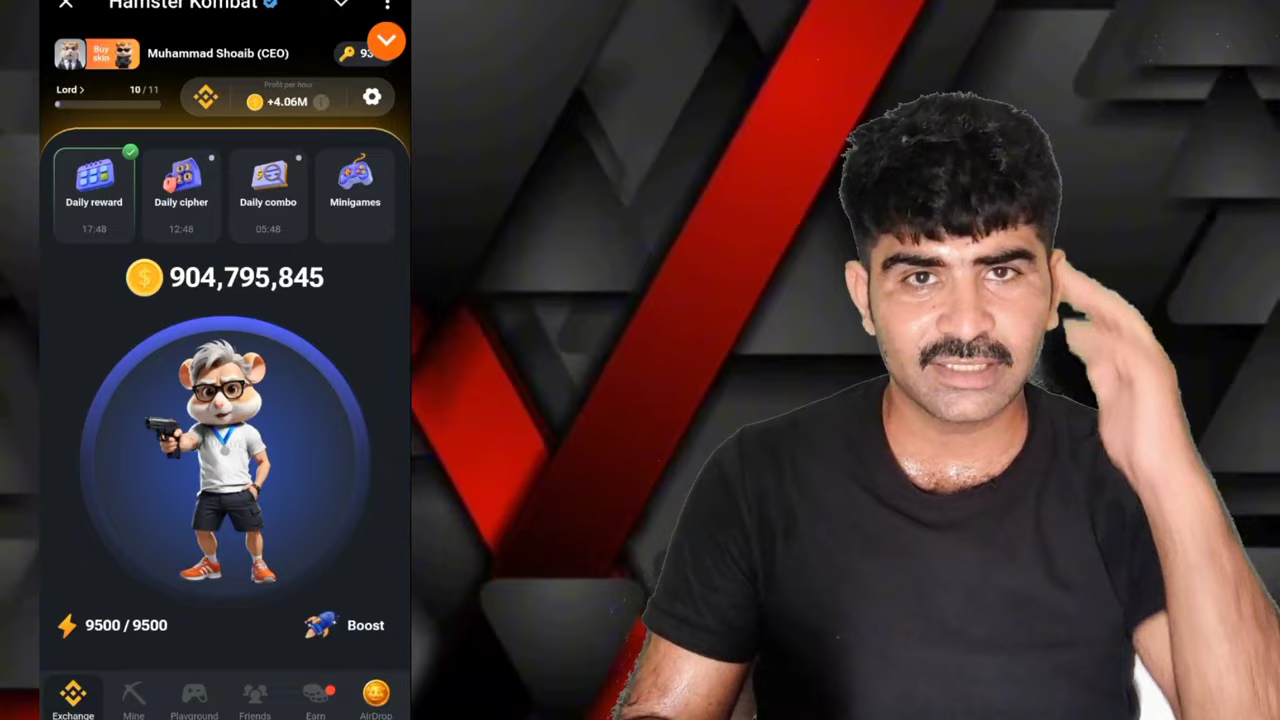 Hamster Kombat
Buy
skin
Muhammad Shoaib (CEO)
Lord >
10 / 11
Profit per hour
+4.06M
Daily reward
17:48
Daily cipher
12:48
Daily combo
05:48
Minigames
904,795,845
9500 / 9500
Boost
Exchange
Mine
Playground
Friends
Earn
AirDrop